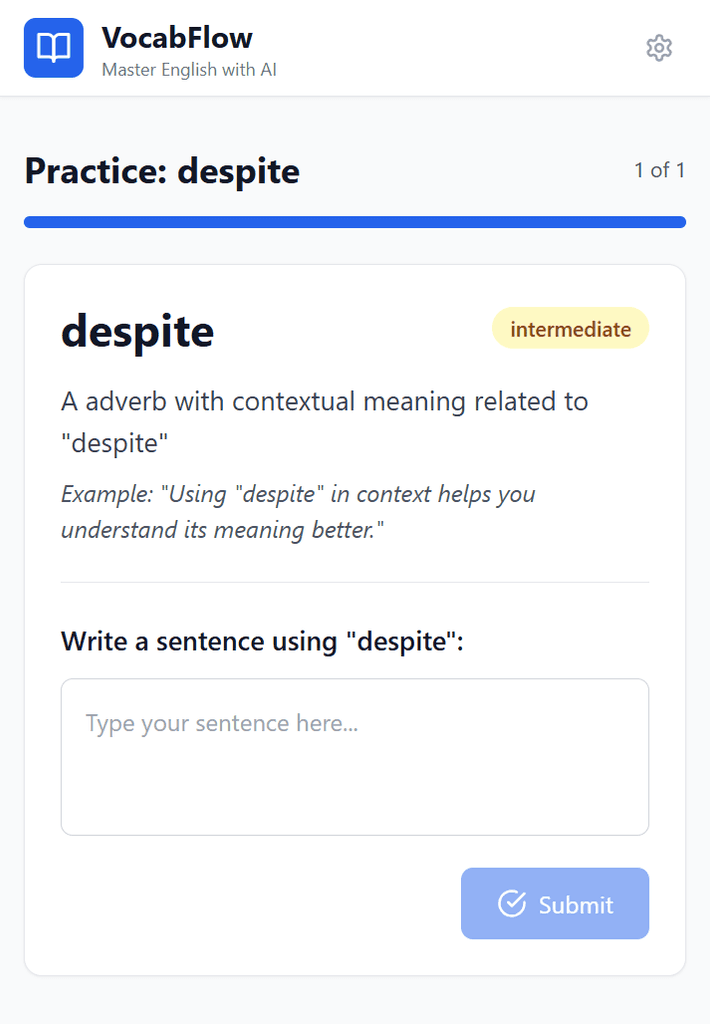 VocabFlow
Master English with AI
Practice: despite
1 of 1
despite
intermediate
A adverb with contextual meaning related to
"despite"
Example: "Using "despite" in context helps you
understand its meaning better."
Write a sentence using "despite":
Type your sentence here...
Submit